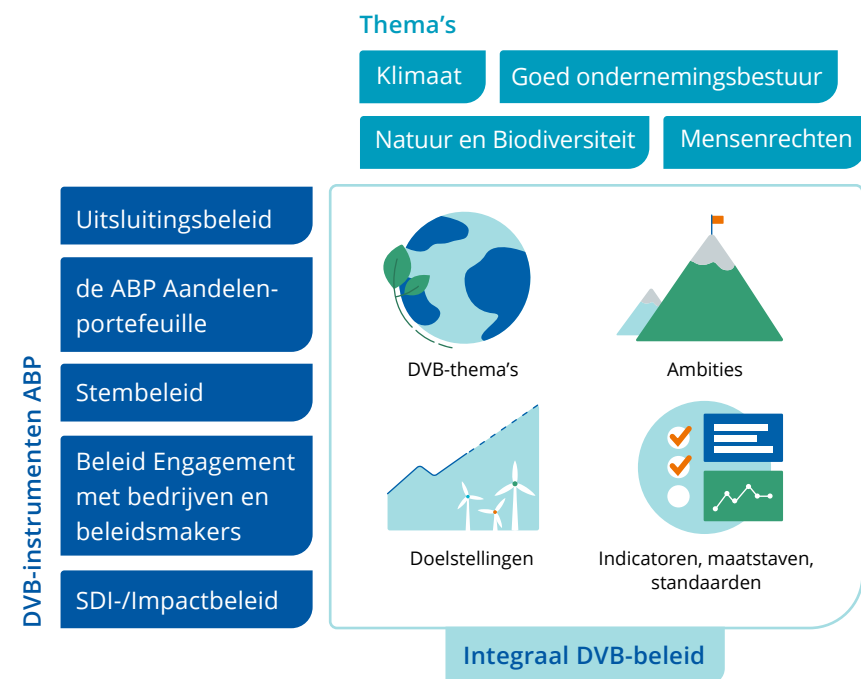 Thema's
Klimaat
Goed ondernemingsbestuur
Natuur en Biodiversiteit
Mensenrechten
DVB-instrumenten ABP
Uitsluitingsbeleid
de ABP Aandelen-
portefeuille
Stembeleid
Beleid Engagement
met bedrijven en
beleidsmakers
SDI-/Impactbeleid
DVB-thema's
Ambities
Doelstellingen
Indicatoren, maatstaven,
standaarden
Integraal DVB-beleid